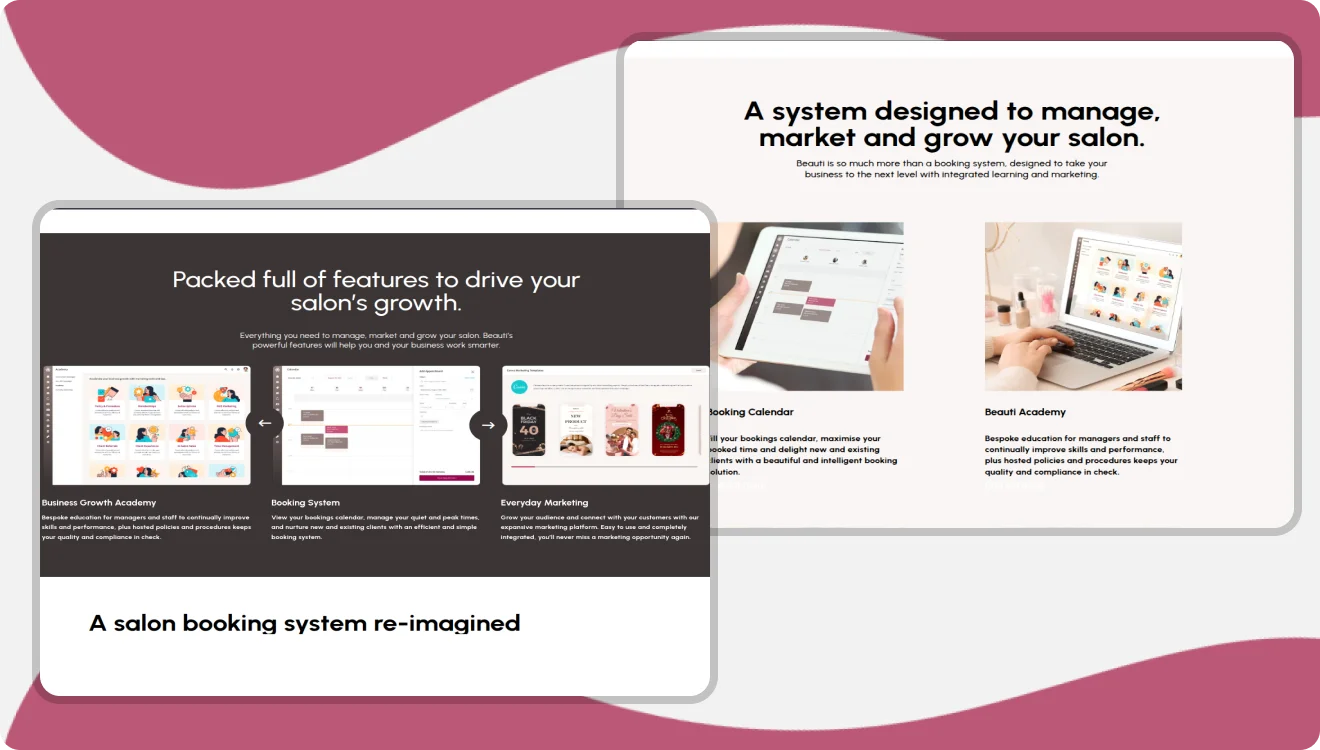 A system designed to manage,
market and grow your salon.
Beauti is so much more than a booking system, designed to take your
business to the next level with integrated learning and marketing.
Booking Calendar
ill your bookings calendar, maximise your
ooked time and delight new and existing
lients with a beautiful and intelligent booking
olution.
Beauti Academy
Bespoke education for managers and staff to
continually improve skills and performance,
plus hosted policies and procedures keeps your
quality and compliance in check.
Packed full of features to drive your
salon's growth.
Everything you need to manage, market and grow your salon. Beauti's
powerful features will help you and your business work smarter.
BLACK
FRIDAY
40
NEW
PRODUCT
Business Growth Academy
Bespoke education for managers and staff to continually improve
skills and performance, plus hosted policies and procedures keeps
your quality and compliance in check.
Booking System
View your bookings calendar, manage your quiet and peak times,
and nurture new and existing clients with an efficient and simple
booking system.
Everyday Marketing
Grow your audience and connect with your customers with our
expansive marketing platform. Easy to use and completely
integrated, you'll never miss a marketing opportunity again.
A salon booking system re-imagined